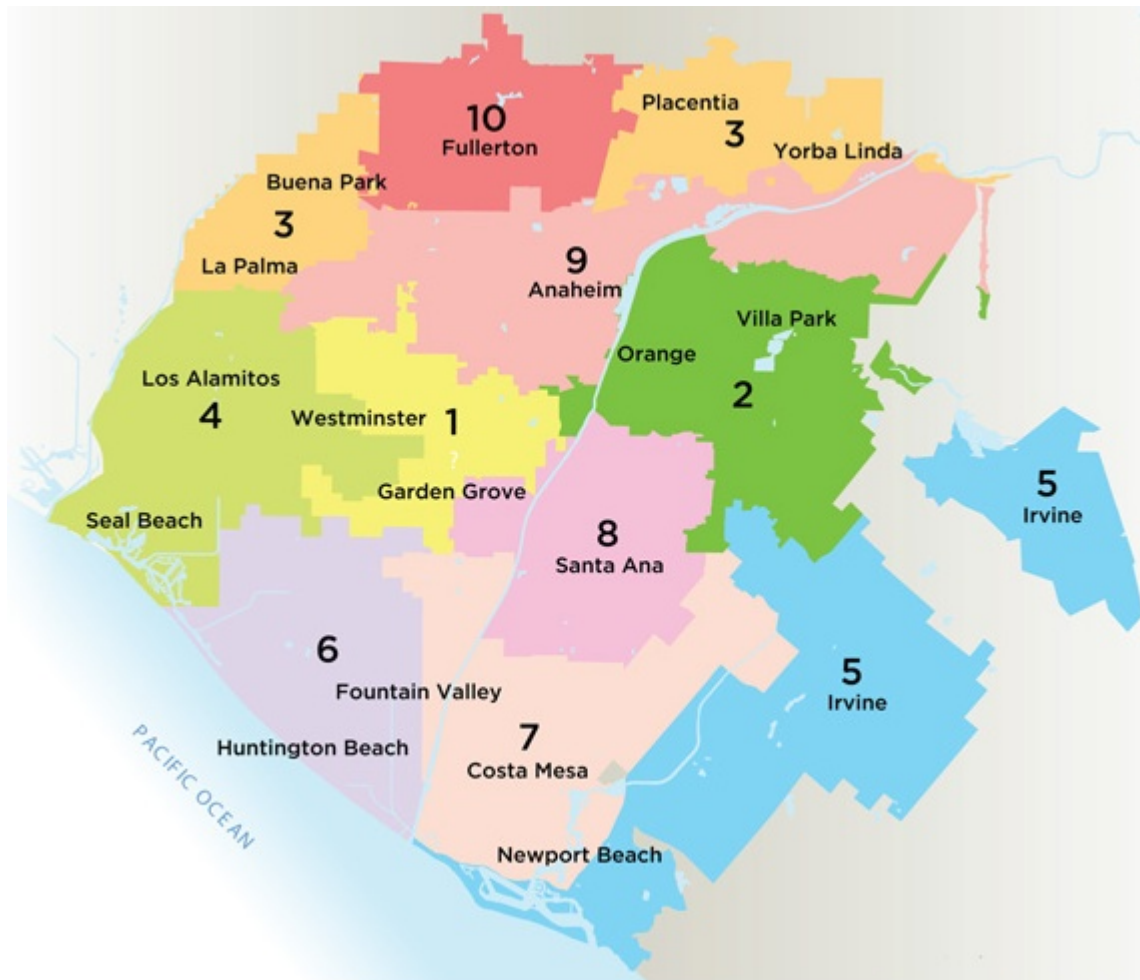 10
Fullerton
Placentia
3
Yorba Linda
Buena Park
3
La Palma
9
Anaheim
Villa Park
Orange
2
Los Alamitos
4
Westminster
1
?
Garden Grove
Seal Beach
8
Santa Ana
5
Irvine
6
Fountain Valley
Huntington Beach
5
Irvine
7
Costa Mesa
Newport Beach
PACIFIC OCEAN